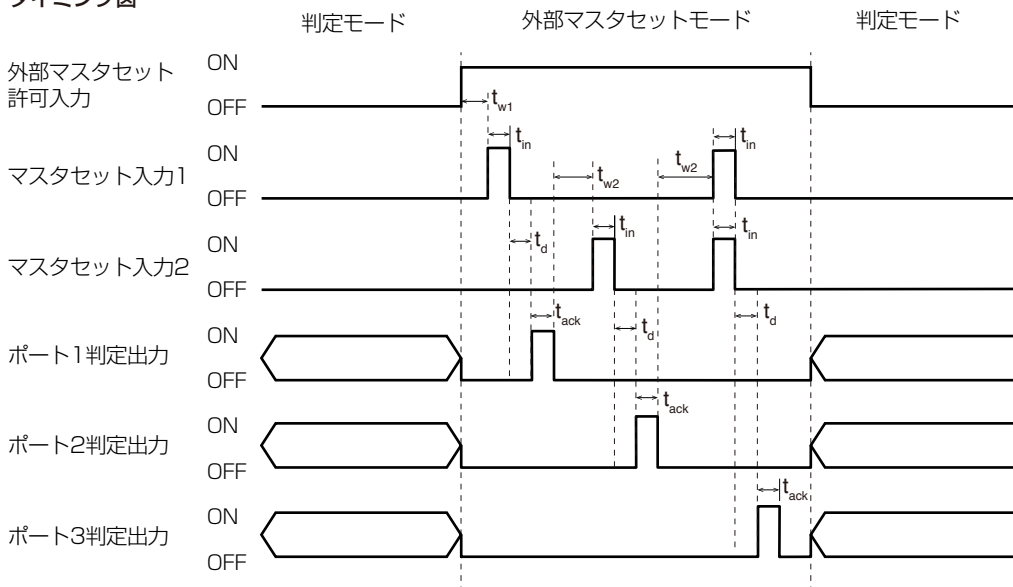 タイミング図
判定モード
外部マスタセットモード
判定モード
外部マスタセット
許可入力
ON
OFF
tw1
マスタセット入力1
ON
OFF
tin
tw2
tw2
tin
マスタセット入力2
ON
OFF
td
tin
tin
ポート1判定出力
ON
OFF
tack
td
td
ポート2判定出力
ON
OFF
tack
ポート3判定出力
ON
OFF
tack